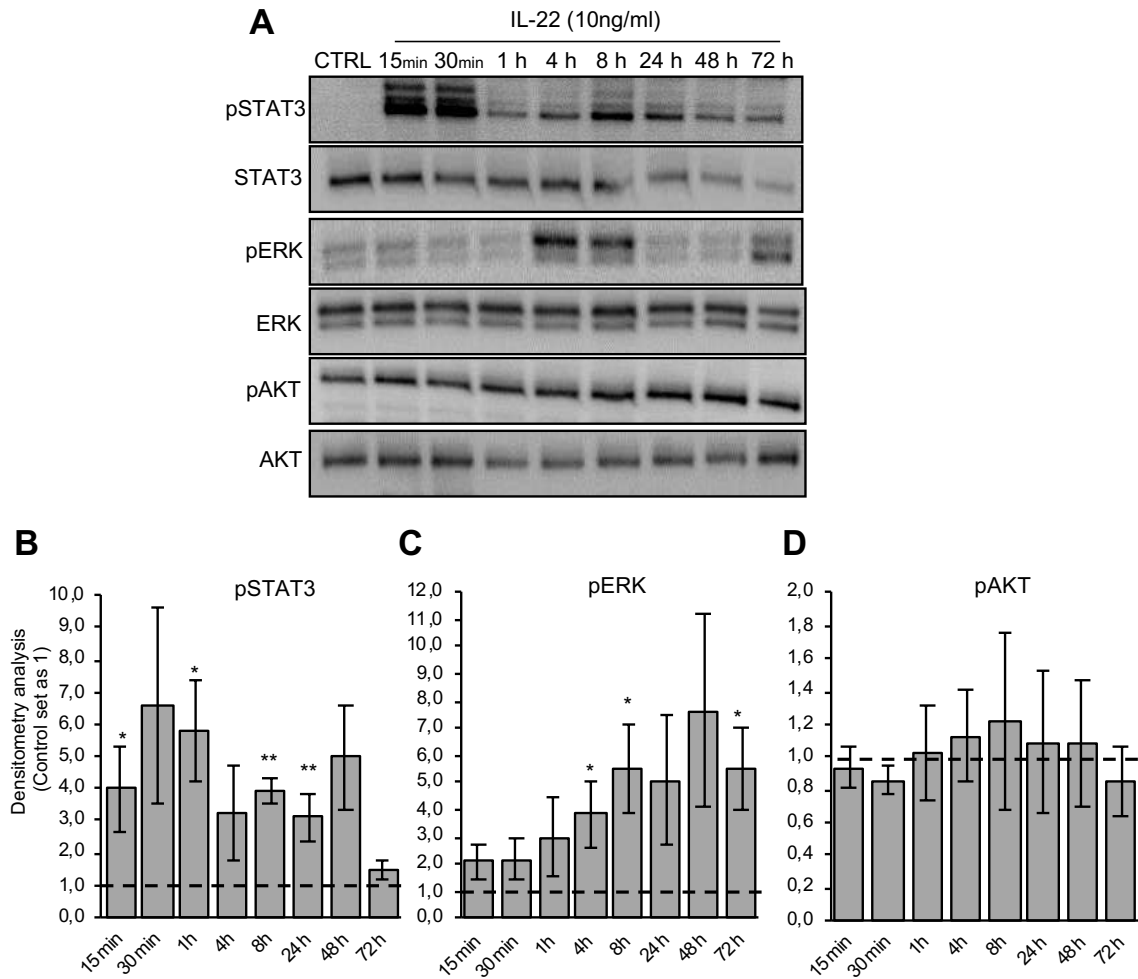 A
IL-22 (10ng/ml)
CTRL 15min 30min 1 h 4 h 8 h 24 h 48 h 72 h
pSTAT3
STAT3
pERK
ERK
pAKT
AKT
B
pSTAT3
Densitometry analysis
(Control set as 1)
10,0
9,0
8,0
7,0
6,0
5,0
4,0
3,0
2,0
1,0
0,0
* * ** **
15min 30min 1h 4h 8h 24h 48h 72h
C
pERK
12,0
11,0
10,0
9,0
8,0
7,0
6,0
5,0
4,0
3,0
2,0
1,0
0,0
* * *
15min 30min 1h 4h 8h 24h 48h 72h
D
pAKT
2,0
1,8
1,6
1,4
1,2
1,0
0,8
0,6
0,4
0,2
0,0
15min 30min 1h 4h 8h 24h 48h 72h